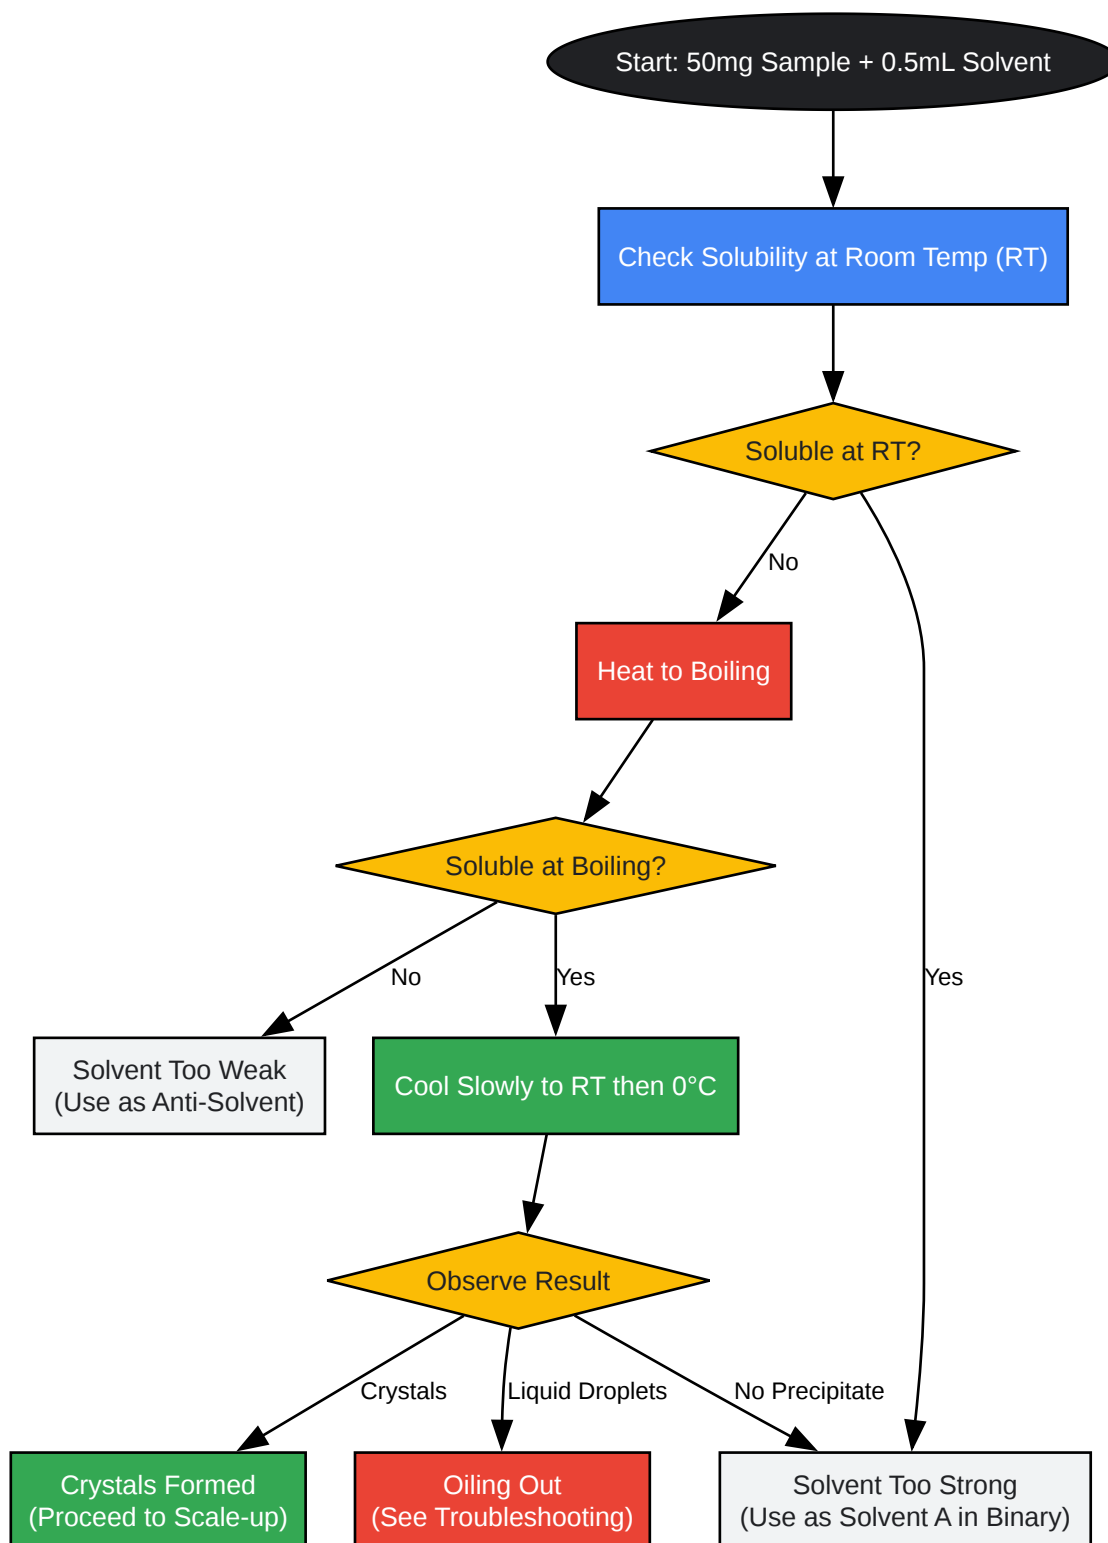 Start: 50mg Sample + 0.5mL Solvent
Check Solubility at Room Temp (RT)
Soluble at RT?
No
Heat to Boiling
Soluble at Boiling?
No
Yes
Yes
Solvent Too Weak
(Use as Anti-Solvent)
Cool Slowly to RT then 0°C
Observe Result
Crystals
Liquid Droplets
No Precipitate
Crystals Formed
(Proceed to Scale-up)
Oiling Out
(See Troubleshooting)
Solvent Too Strong
(Use as Solvent A in Binary)